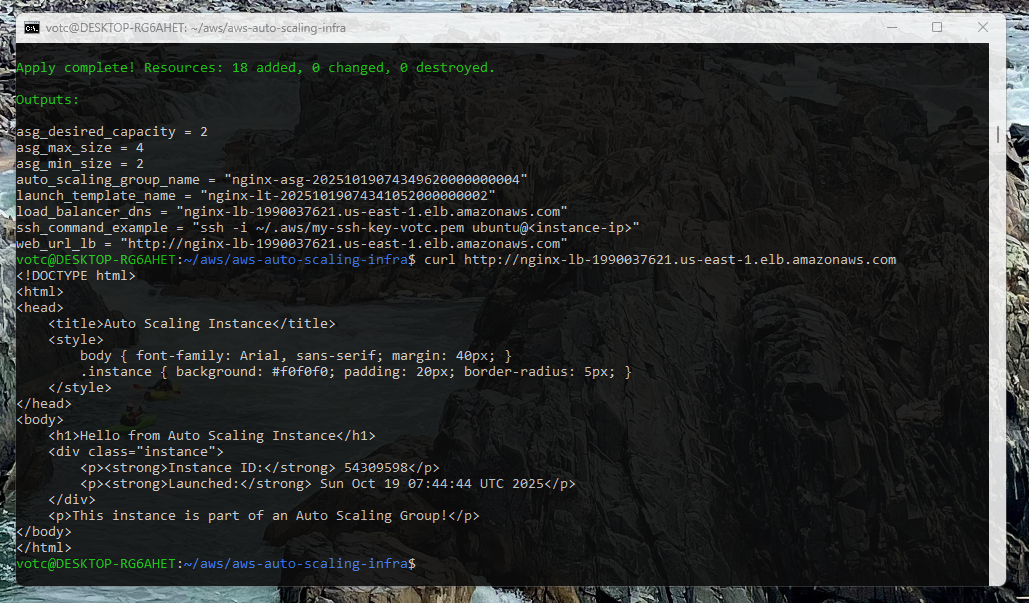 votc@DESKTOP-RG6AHET: ~/aws/aws-auto-scaling-infra
Apply complete! Resources: 18 added, 0 changed, 0 destroyed.
Outputs:
asg_desired_capacity = 2
asg_max_size = 4
asg_min_size = 2
auto_scaling_group_name = "nginx-asg-20251019074349620000000004"
launch_template_name = "nginx-lt-20251019074341052000000002"
load_balancer_dns = "nginx-lb-1990037621.us-east-1.elb.amazonaws.com"
ssh_command_example = "ssh -i ~/.aws/my-ssh-key-votc.pem ubuntu@<instance-ip>"
web_url_lb = "http://nginx-lb-1990037621.us-east-1.elb.amazonaws.com"
votc@DESKTOP-RG6AHET:~/aws/aws-auto-scaling-infra$ curl http://nginx-lb-1990037621.us-east-1.elb.amazonaws.com
<!DOCTYPE html>
<html>
<head>
    <title>Auto Scaling Instance</title>
    <style>
        body { font-family: Arial, sans-serif; margin: 40px; }
        .instance { background: #f0f0f0; padding: 20px; border-radius: 5px; }
    </style>
</head>
<body>
    <h1>Hello from Auto Scaling Instance</h1>
    <div class="instance">
        <p><strong>Instance ID:</strong> 54309598</p>
        <p><strong>Launched:</strong> Sun Oct 19 07:44:44 UTC 2025</p>
    </div>
    <p>This instance is part of an Auto Scaling Group!</p>
</body>
</html>
votc@DESKTOP-RG6AHET:~/aws/aws-auto-scaling-infra$